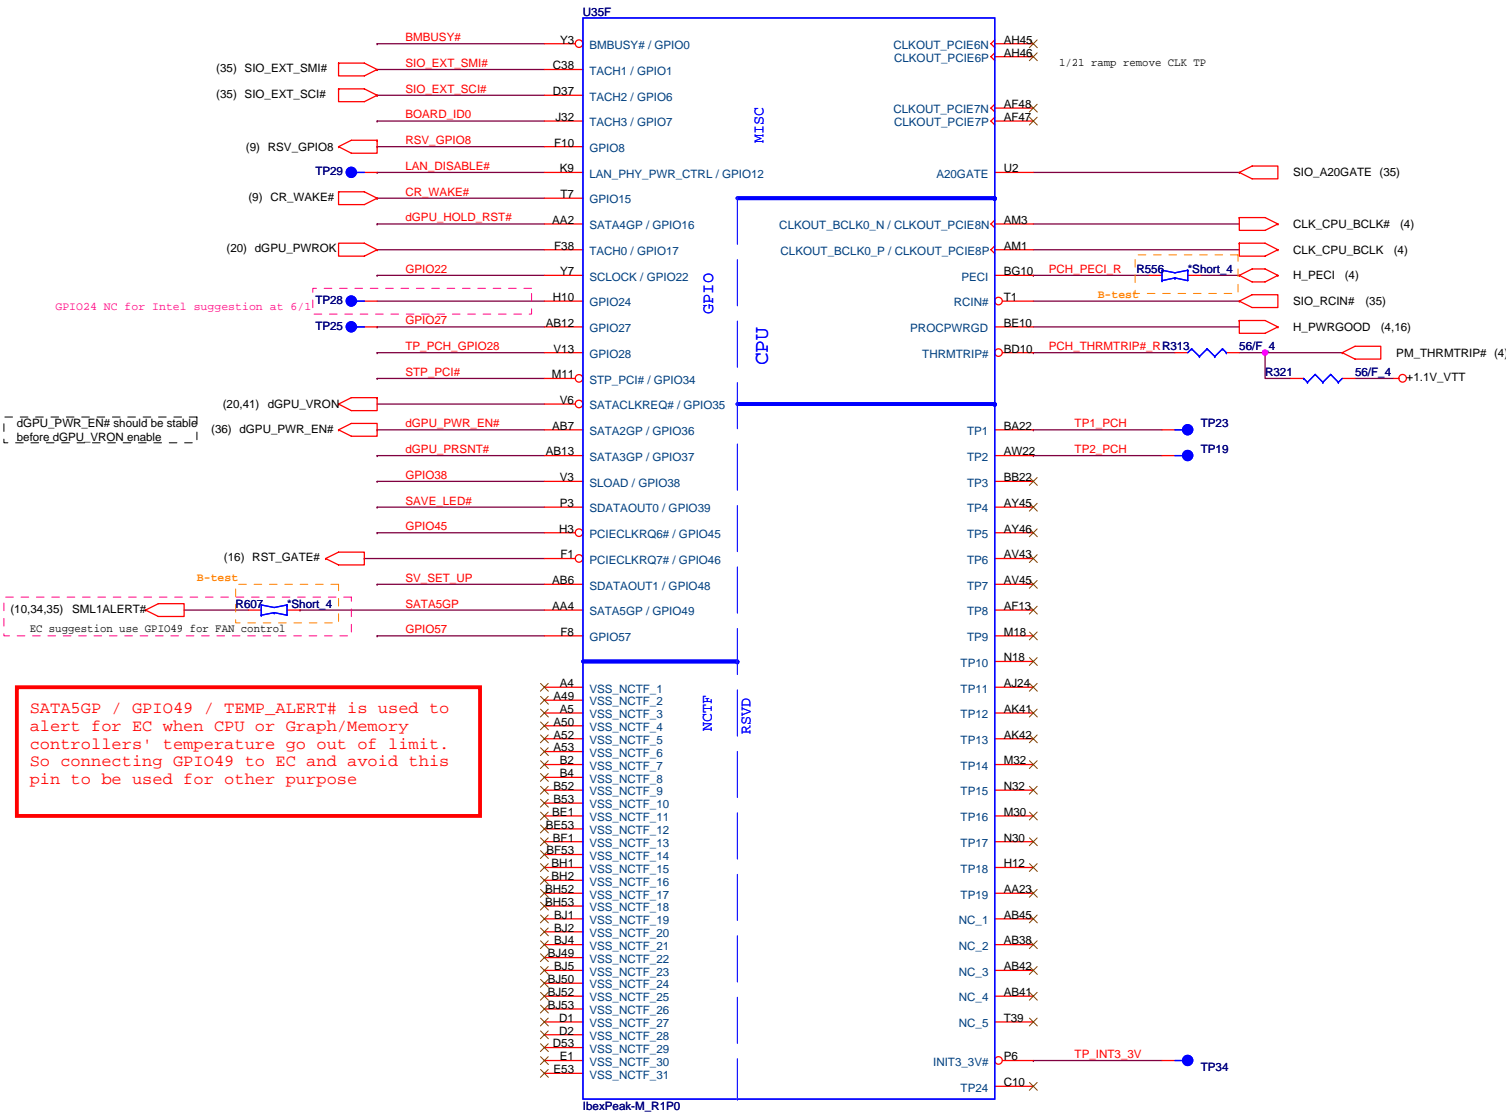 U35F
BMBUSY# Y3 BMBUSY# / GPIO0
(35) SIO_EXT_SMI# SIO_EXT_SMI# C38 TACH1 / GPIO1
(35) SIO_EXT_SCI# SIO_EXT_SCI# D37 TACH2 / GPIO6
BOARD_ID0 J32 TACH3 / GPIO7
(9) RSV_GPIO8 RSV_GPIO8 F10 GPIO8
TP29 LAN_DISABLE# K9 LAN_PHY_PWR_CTRL / GPIO12
(9) CR_WAKE# CR_WAKE# T7 GPIO15
dGPU_HOLD_RST# AA2 SATA4GP / GPIO16
(20) dGPU_PWROK F38 TACH0 / GPIO17
GPIO22 Y7 SCLOCK / GPIO22
GPIO24 NC for Intel suggestion at 6/1
TP28 H10 GPIO24
TP25 GPIO27 AB12 GPIO27
TP_PCH_GPIO28 V13 GPIO28
STP_PCI# M11 STP_PCI# / GPIO34
(20,41) dGPU_VRON V6 SATACLKREQ# / GPIO35
dGPU_PWR_EN# should be stable
before dGPU_VRON enable
(36) dGPU_PWR_EN# dGPU_PWR_EN# AB7 SATA2GP / GPIO36
dGPU_PRSNT# AB13 SATA3GP / GPIO37
GPIO38 V3 SLOAD / GPIO38
SAVE_LED# P3 SDATAOUT0 / GPIO39
GPIO45 H3 PCIECLKRQ6# / GPIO45
(16) RST_GATE# F1 PCIECLKRQ7# / GPIO46
B-test
SV_SET_UP AB6 SDATAOUT1 / GPIO48
(10,34,35) SML1ALERT# R607 *Short_4 SATA5GP AA4 SATA5GP / GPIO49
EC suggestion use GPIO49 for FAN control
GPIO57 F8 GPIO57
SATA5GP / GPIO49 / TEMP_ALERT# is used to
alert for EC when CPU or Graph/Memory
controllers' temperature go out of limit.
So connecting GPIO49 to EC and avoid this
pin to be used for other purpose
A4 VSS_NCTF_1
A49 VSS_NCTF_2
A5 VSS_NCTF_3
A50 VSS_NCTF_4
A52 VSS_NCTF_5
A53 VSS_NCTF_6
B2 VSS_NCTF_7
B4 VSS_NCTF_8
B52 VSS_NCTF_9
B53 VSS_NCTF_10
BE1 VSS_NCTF_11
BE53 VSS_NCTF_12
BF1 VSS_NCTF_13
BF53 VSS_NCTF_14
BH1 VSS_NCTF_15
BH2 VSS_NCTF_16
BH52 VSS_NCTF_17
BH53 VSS_NCTF_18
BJ1 VSS_NCTF_19
BJ2 VSS_NCTF_20
BJ4 VSS_NCTF_21
BJ49 VSS_NCTF_22
BJ5 VSS_NCTF_23
BJ50 VSS_NCTF_24
BJ52 VSS_NCTF_25
BJ53 VSS_NCTF_26
D1 VSS_NCTF_27
D2 VSS_NCTF_28
D53 VSS_NCTF_29
E1 VSS_NCTF_30
E53 VSS_NCTF_31
MISC
GPIO
CPU
NCTF
RSVD
CLKOUT_PCIE6N AH45
CLKOUT_PCIE6P AH46
1/21 ramp remove CLK TP
CLKOUT_PCIE7N AF48
CLKOUT_PCIE7P AF47
A20GATE U2 SIO_A20GATE (35)
CLKOUT_BCLK0_N / CLKOUT_PCIE8N AM3 CLK_CPU_BCLK# (4)
CLKOUT_BCLK0_P / CLKOUT_PCIE8P AM1 CLK_CPU_BCLK (4)
PECI BG10 PCH_PECI_R R556 *Short_4 H_PECI (4)
B-test
RCIN# T1 SIO_RCIN# (35)
PROCPWRGD BE10 H_PWRGOOD (4,16)
THRMTRIP# BD10 PCH_THRMTRIP#_R R313 56/F_4 PM_THRMTRIP# (4)
R321 56/F_4 +1.1V_VTT
TP1 BA22 TP1_PCH TP23
TP2 AW22 TP2_PCH TP19
TP3 BB22
TP4 AY45
TP5 AY46
TP6 AV43
TP7 AV45
TP8 AF13
TP9 M18
TP10 N18
TP11 AJ24
TP12 AK41
TP13 AK42
TP14 M32
TP15 N32
TP16 M30
TP17 N30
TP18 H12
TP19 AA23
NC_1 AB45
NC_2 AB38
NC_3 AB42
NC_4 AB41
NC_5 T39
INIT3_3V# P6 TP_INT3_3V TP34
TP24 C10
IbexPeak-M_R1P0